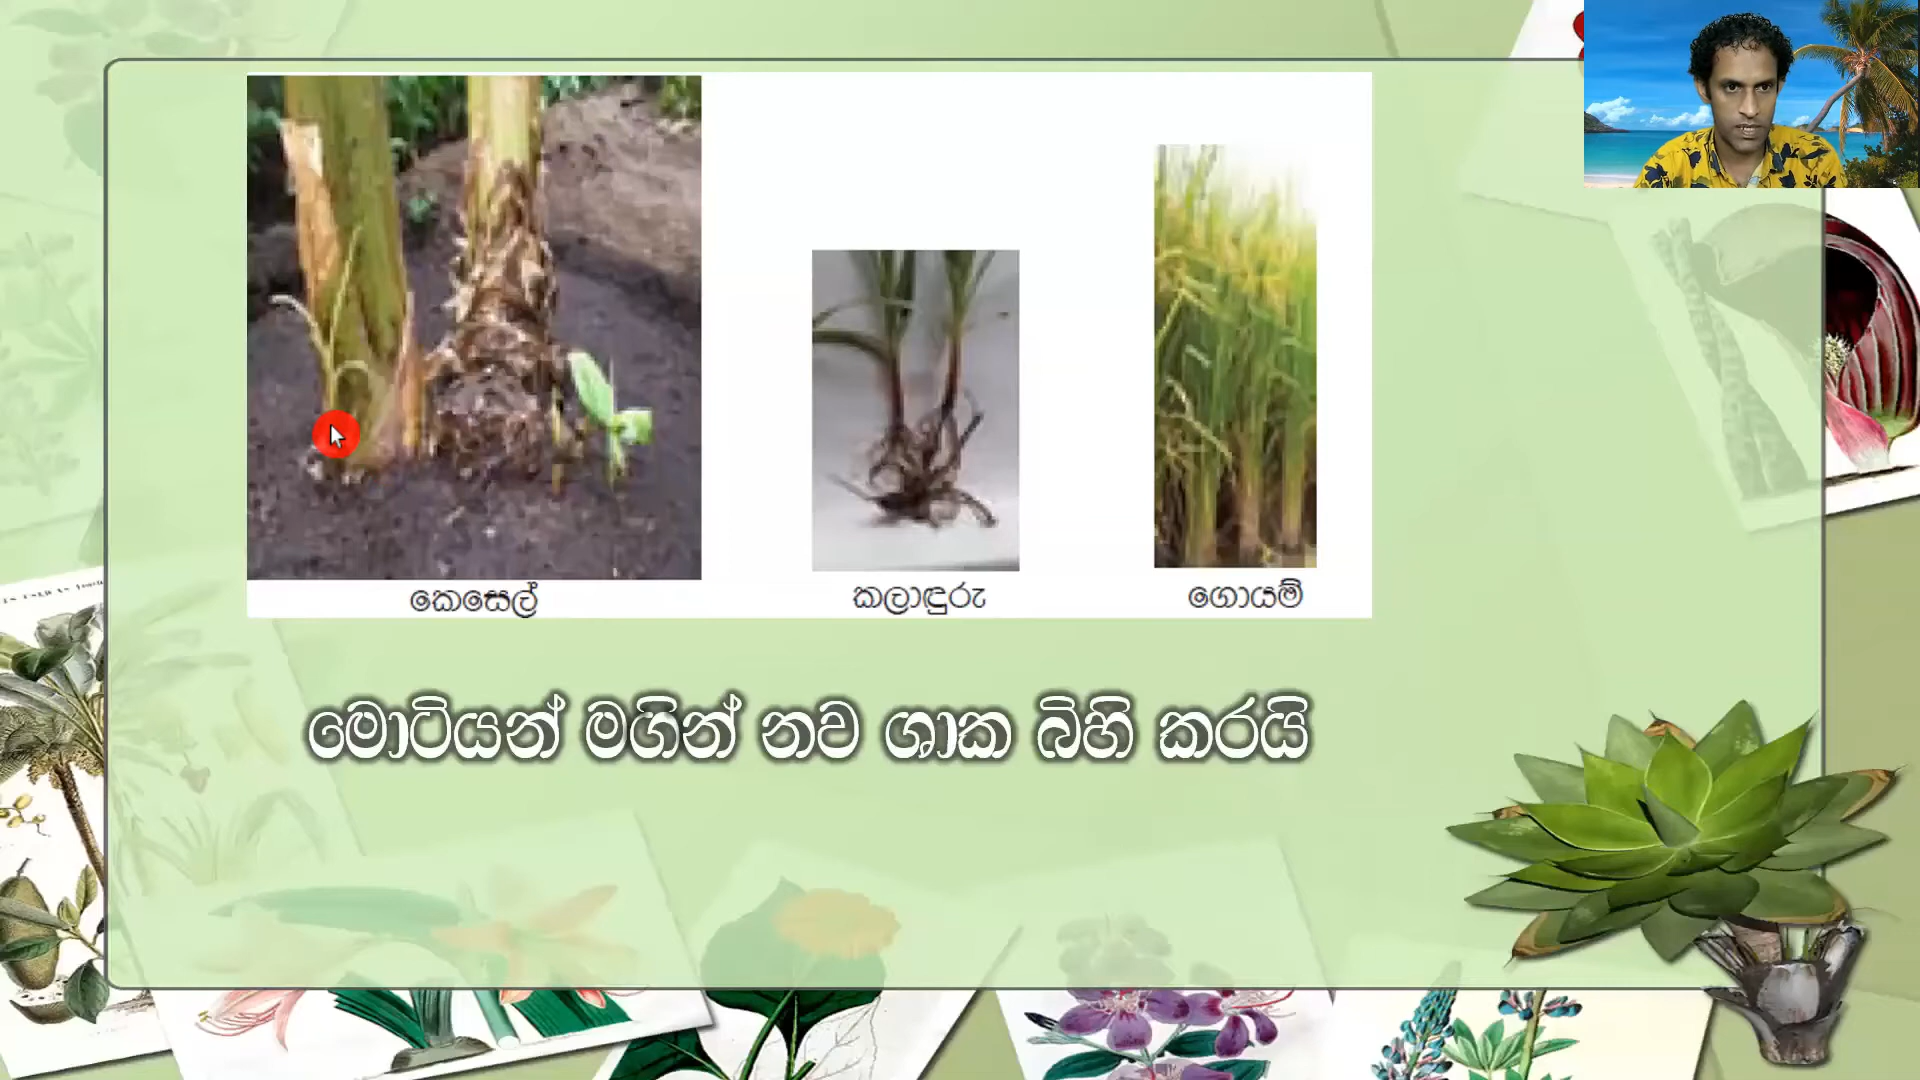 කෙසෙල්
කලාඳුරු
ගොයම්
මොටියන් මගින් නව ශාක බිහි කරයි